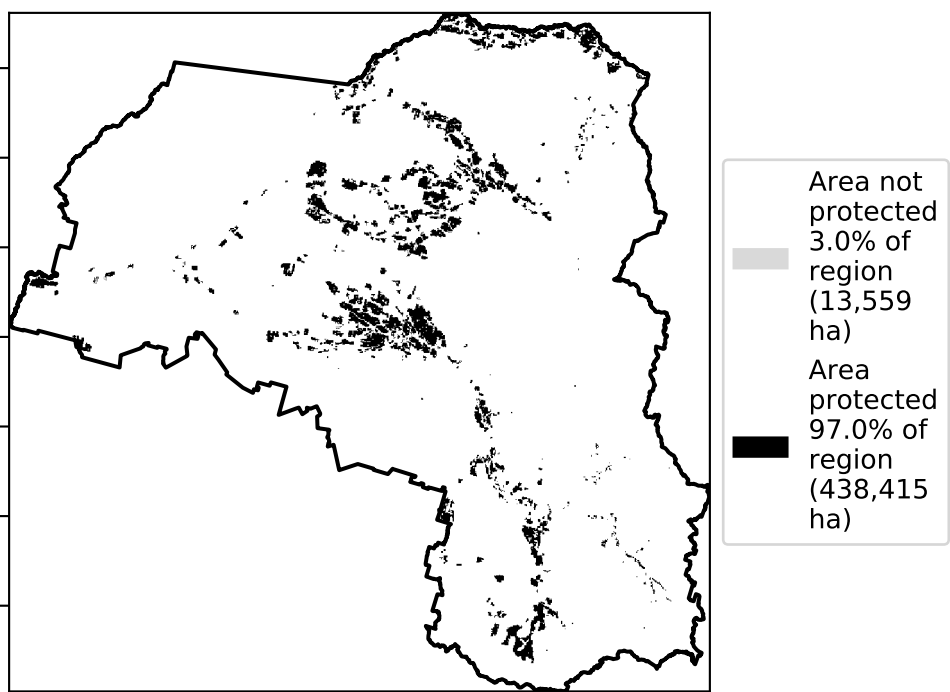 Area not
protected
3.0% of
region
(13,559
ha)
Area
protected
97.0% of
region
(438,415
ha)